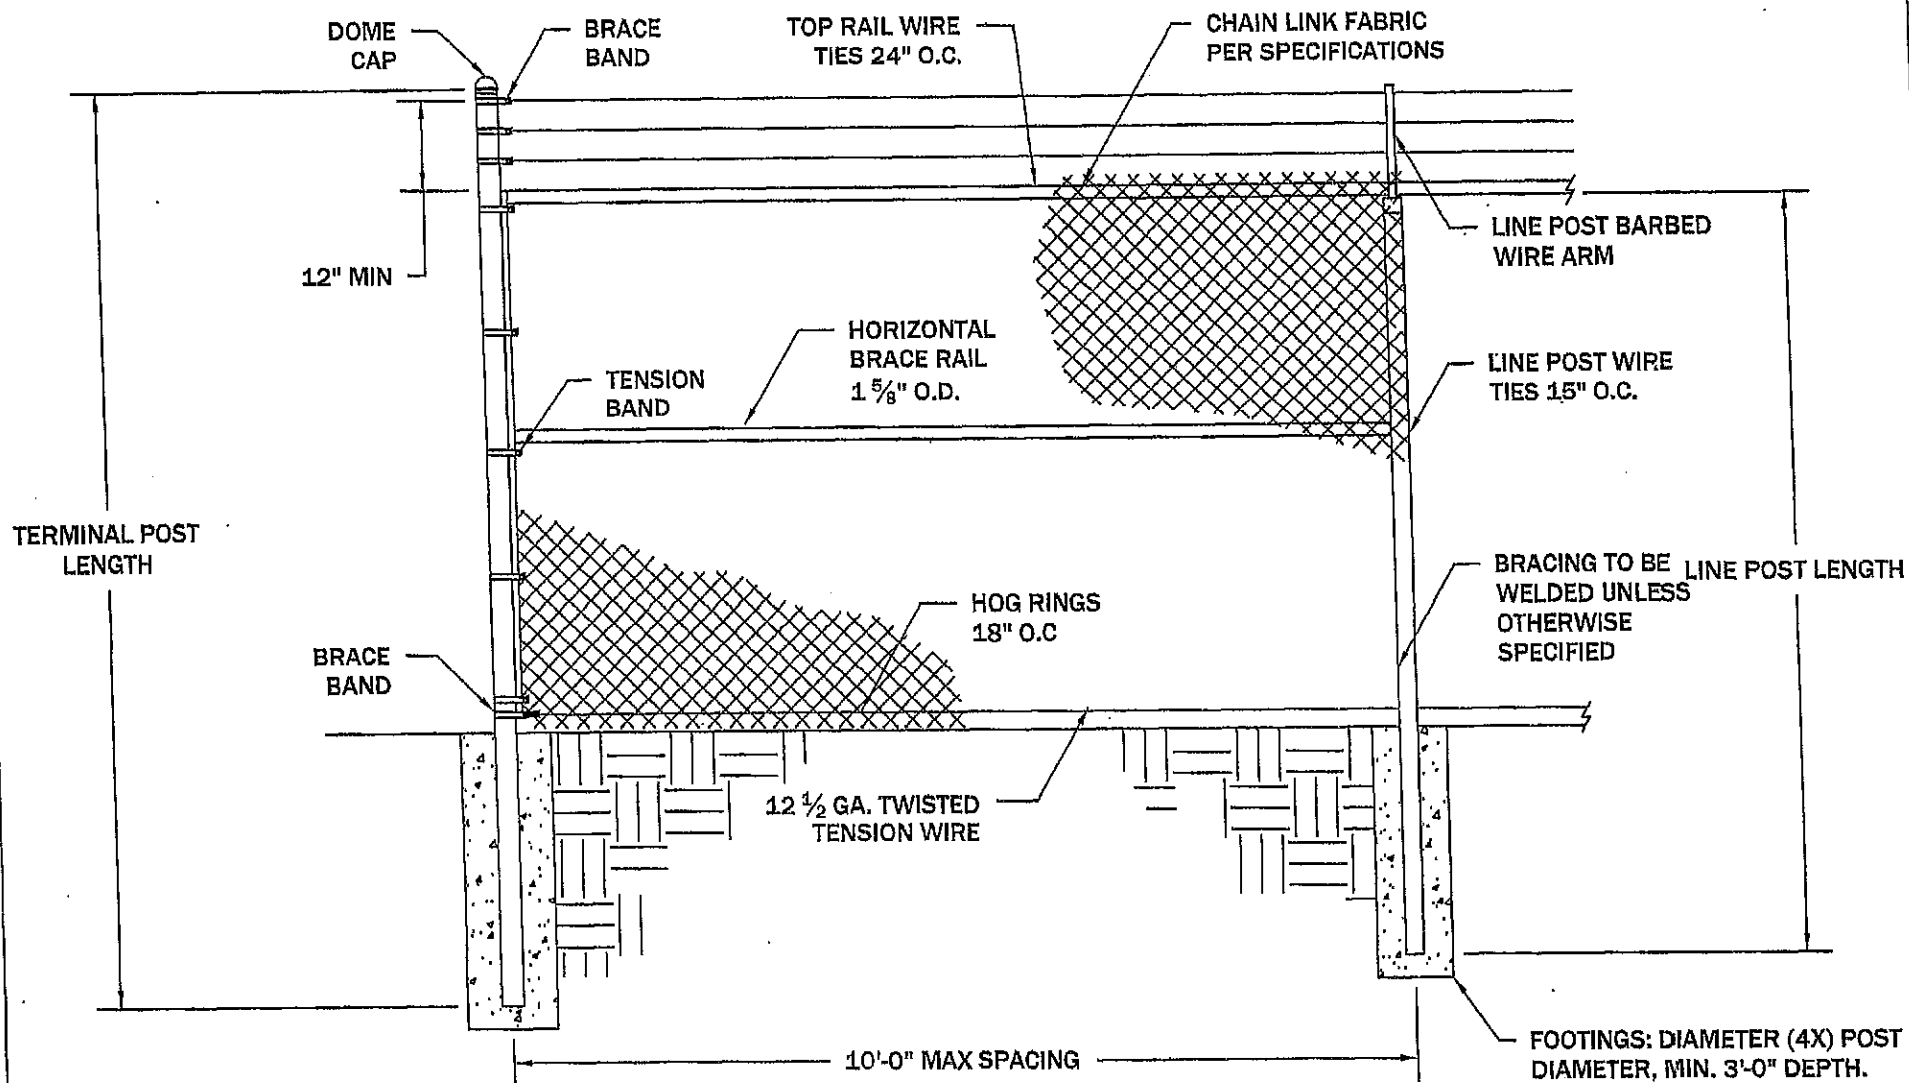 DOME
CAP
BRACE
BAND
TOP RAIL WIRE
TIES 24" O.C.
CHAIN LINK FABRIC
PER SPECIFICATIONS
12" MIN
LINE POST BARBED
WIRE ARM
HORIZONTAL
BRACE RAIL
1 5/8" O.D.
TENSION
BAND
LINE POST WIRE
TIES 15" O.C.
TERMINAL POST
LENGTH
BRACING TO BE
WELDED UNLESS
OTHERWISE
SPECIFIED
LINE POST LENGTH
HOG RINGS
18" O.C
BRACE
BAND
12 1/2 GA. TWISTED
TENSION WIRE
10'-0" MAX SPACING
FOOTINGS: DIAMETER (4X) POST
DIAMETER, MIN. 3'-0" DEPTH.